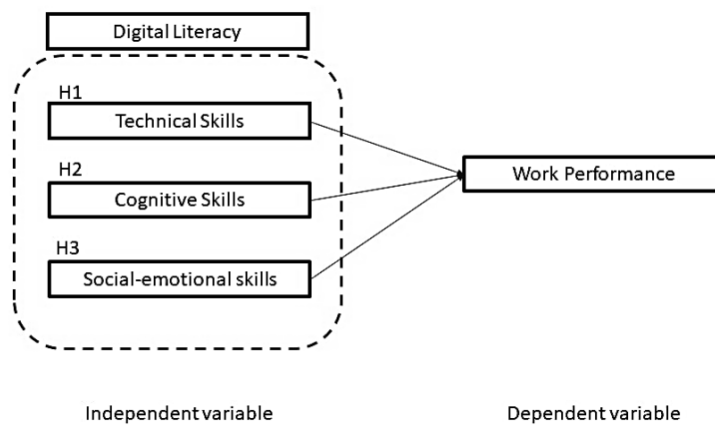 Digital Literacy
H1
Technical Skills
H2
Cognitive Skills
H3
Social-emotional skills
Work Performance
Independent variable
Dependent variable